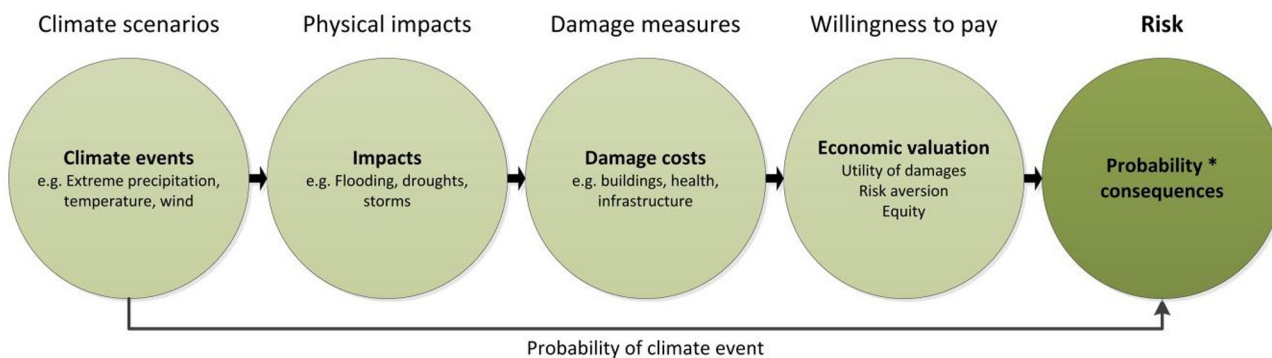 Climate scenarios
Physical impacts
Damage measures
Willingness to pay
Risk
Climate events
e.g. Extreme precipitation,
temperature, wind
Impacts
e.g. Flooding, droughts,
storms
Damage costs
e.g. buildings, health,
infrastructure
Economic valuation
Utility of damages
Risk aversion
Equity
Probability *
consequences
Probability of climate event